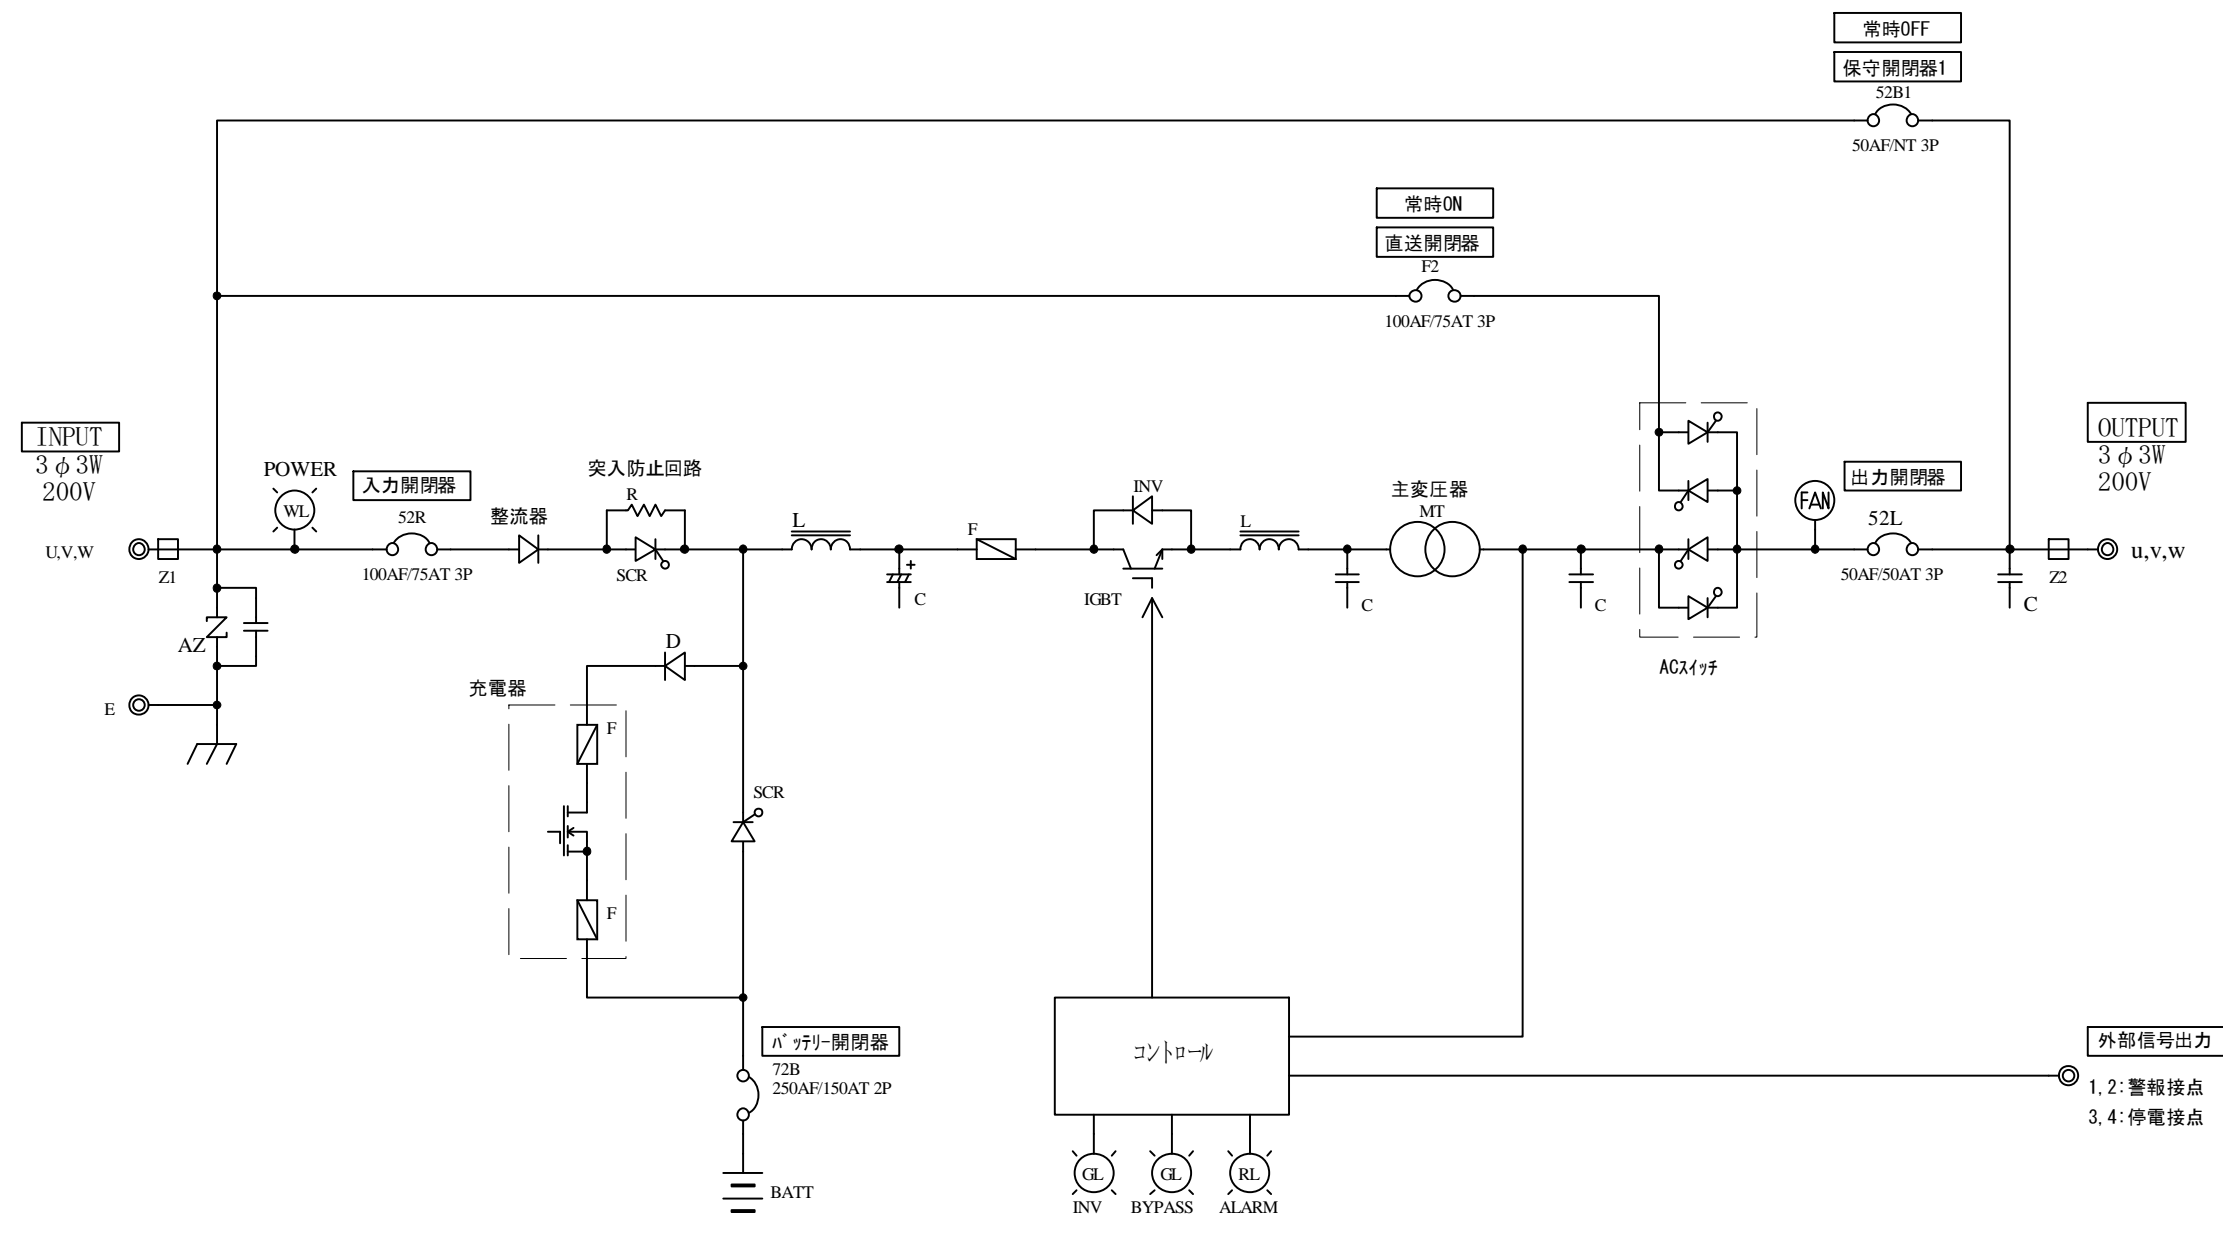 常時OFF
保守開閉器1
52B1
50AF/NT 3P
常時ON
直送開閉器
F2
100AF/75AT 3P
INPUT
3φ3W
200V
POWER
WL
入力開閉器
52R
100AF/75AT 3P
U,V,W
Z1
AZ
E
整流器
突入防止回路
R
SCR
L
C
F
INV
IGBT
L
C
主変圧器
MT
C
ACスイッチ
FAN
出力開閉器
52L
50AF/50AT 3P
OUTPUT
3φ3W
200V
Z2
u,v,w
C
充電器
D
F
F
SCR
バッテリー開閉器
72B
250AF/150AT 2P
BATT
コントロール
GL
INV
GL
BYPASS
RL
ALARM
外部信号出力
1,2:警報接点
3,4:停電接点